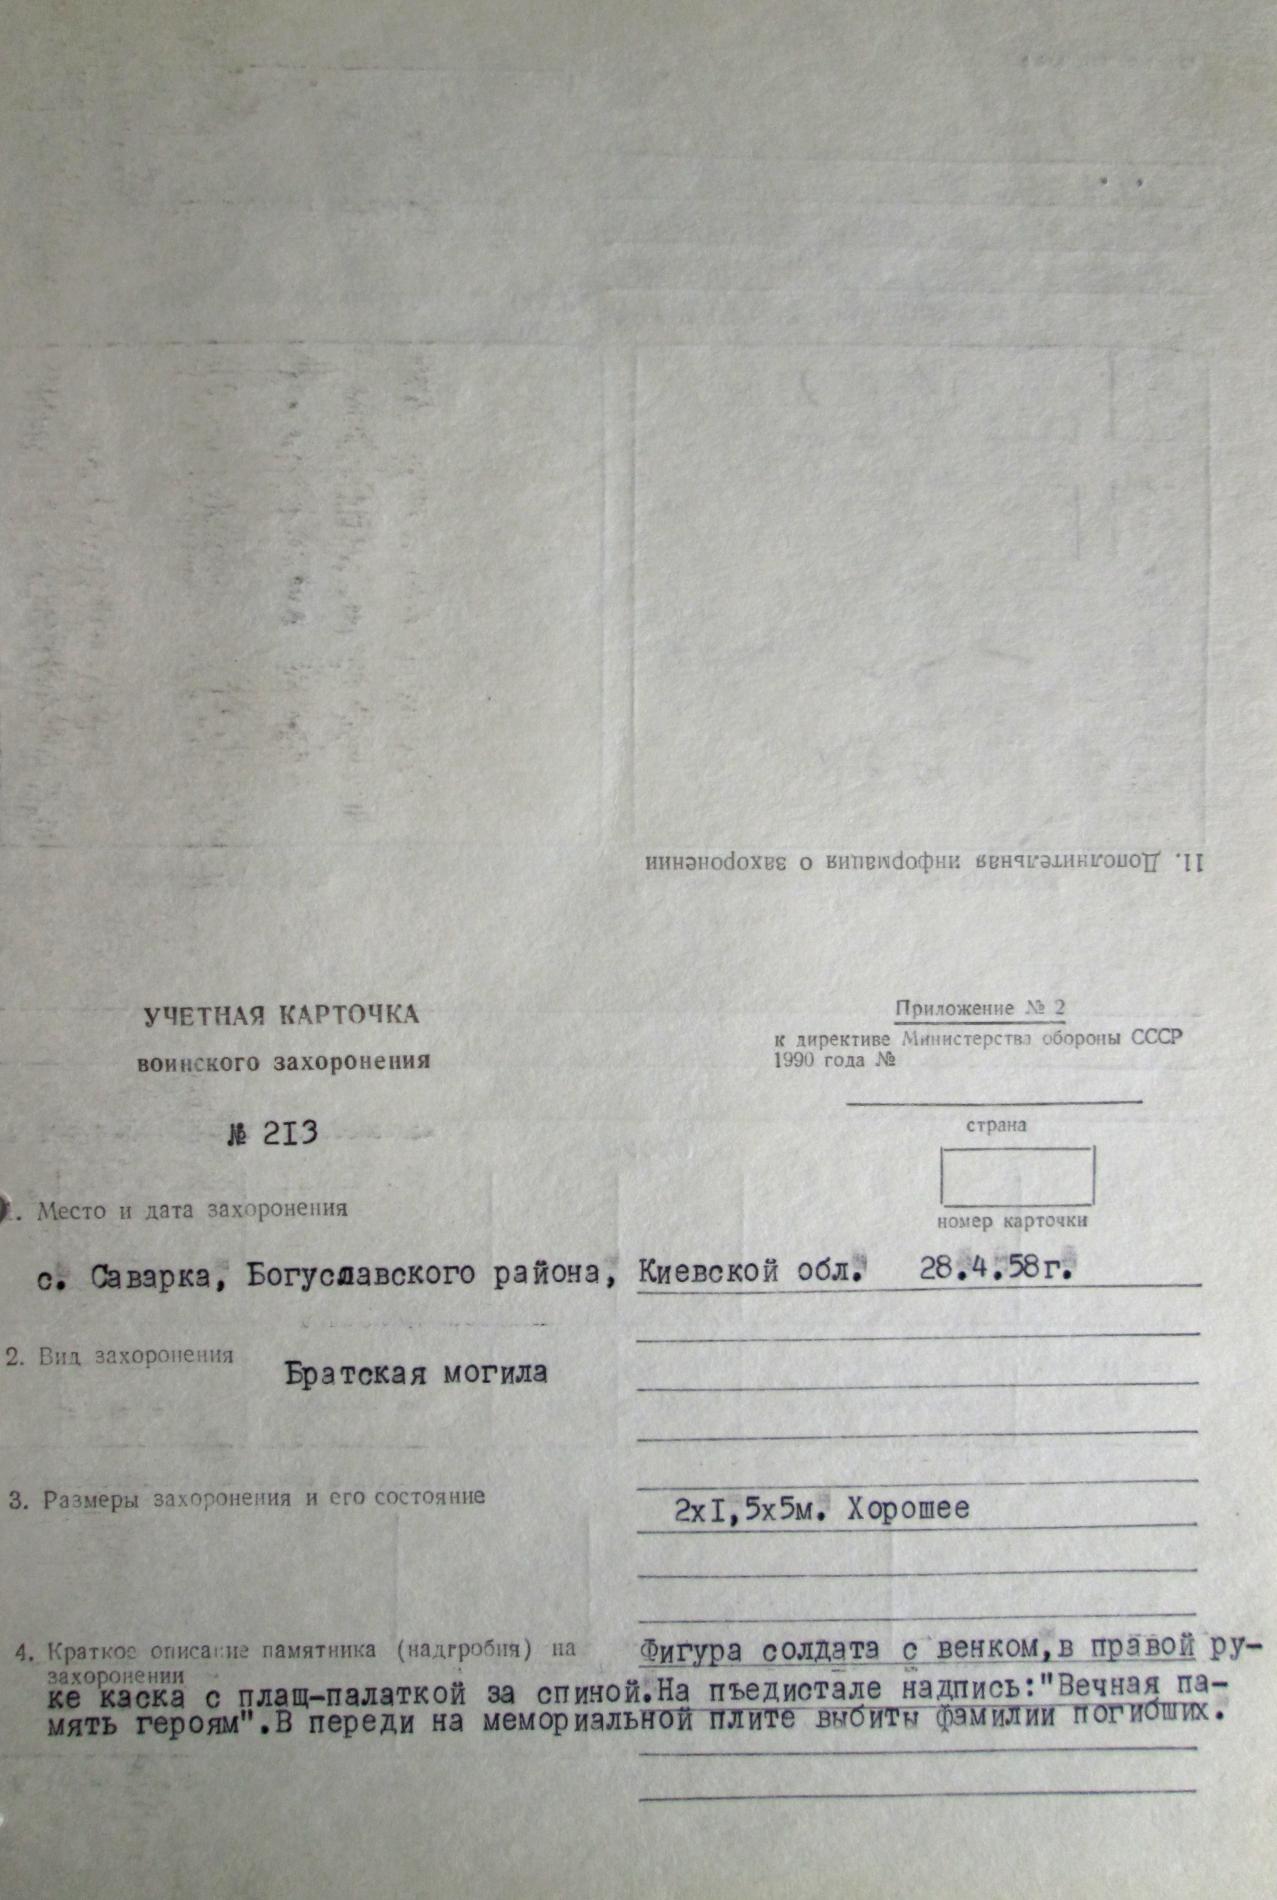 11. Дополнительная информация о захоронении
УЧЕТНАЯ КАРТОЧКА
воинского захоронения
№ 2I3
Приложение № 2
к директиве Министерства обороны СССР
1990 года №
страна
номер карточки
1. Место и дата захоронения
с. Саварка, Богуславского района, Киевской обл. 28.4.58г.
2. Вид захоронения
Братская могила
3. Размеры захоронения и его состояние
2хI,5х5м. Хорошее
4. Краткое описание памятника (надгробия) на
захоронении
Фигура солдата с венком,в правой ру-
ке каска с плащ-палаткой за спиной.На пъедистале надпись:"Вечная па-
мять героям".В переди на мемориальной плите выбиты фамилии погибших.